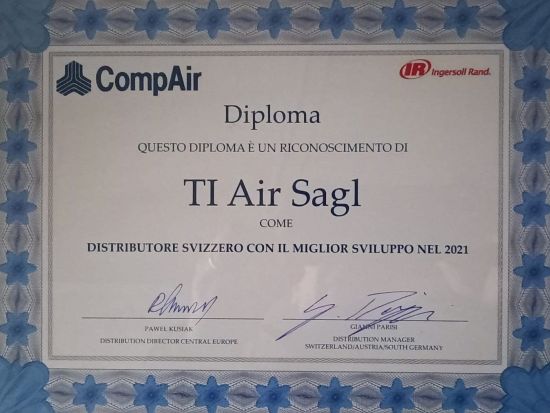 CompAir
IR Ingersoll Rand.
Diploma
QUESTO DIPLOMA È UN RICONOSCIMENTO DI
TI Air Sagl
COME
DISTRIBUTORE SVIZZERO CON IL MIGLIOR SVILUPPO NEL 2021
PAWEŁ KUSIAK
DISTRIBUTION DIRECTOR CENTRAL EUROPE
GIANNI PARISI
DISTRIBUTION MANAGER
SWITZERLAND/AUSTRIA/SOUTH GERMANY